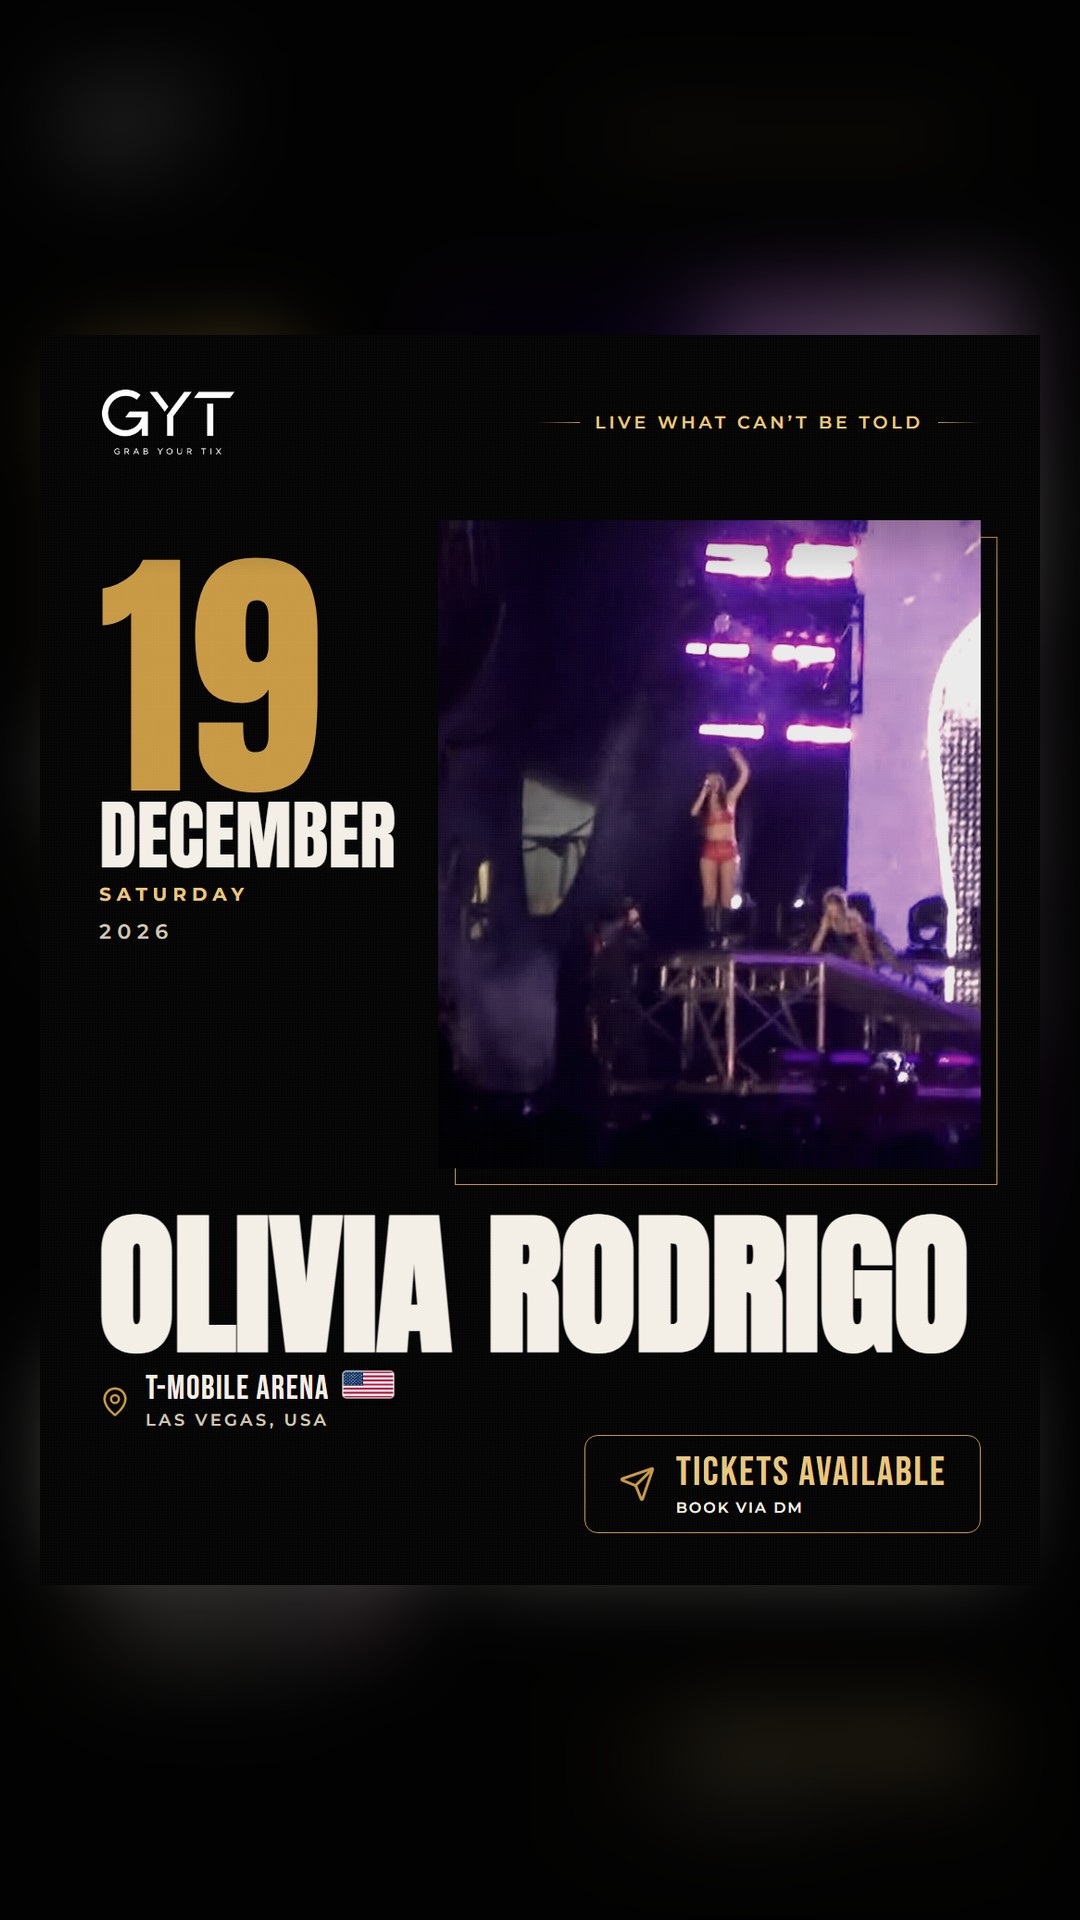 GYT
GRAB YOUR TIX
LIVE WHAT CAN’T BE TOLD
19
DECEMBER
SATURDAY
2026
OLIVIA RODRIGO
T-MOBILE ARENA
LAS VEGAS, USA
TICKETS AVAILABLE
BOOK VIA DM